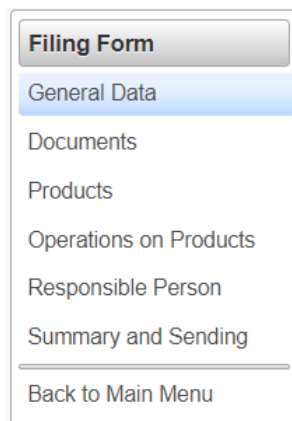 Filing Form
General Data
Documents
Products
Operations on Products
Responsible Person
Summary and Sending
Back to Main Menu